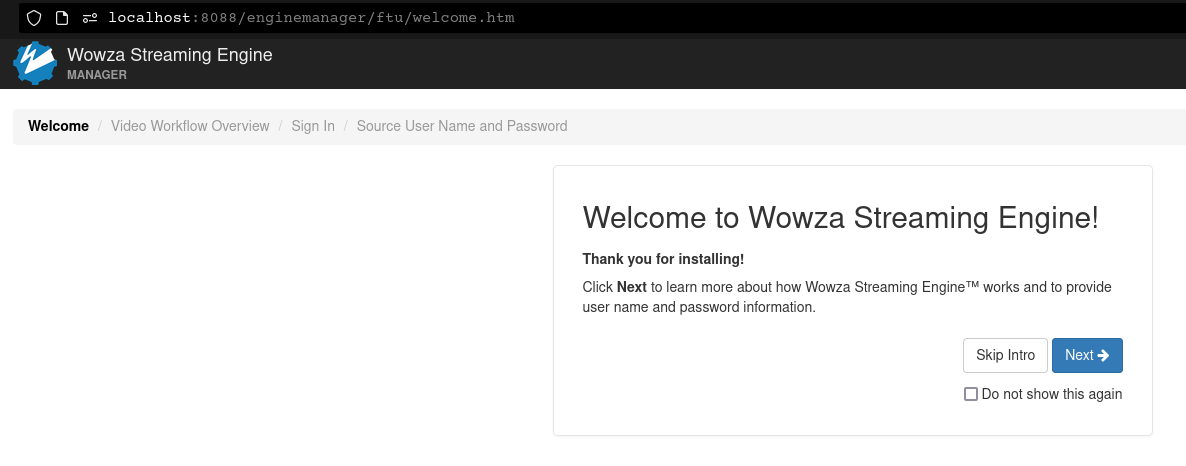 localhost:8088/enginemanager/ftu/welcome.htm
Wowza Streaming Engine
MANAGER
Welcome / Video Workflow Overview / Sign In / Source User Name and Password
Welcome to Wowza Streaming Engine!
Thank you for installing!
Click Next to learn more about how Wowza Streaming Engine™ works and to provide
user name and password information.
Skip Intro Next
Do not show this again